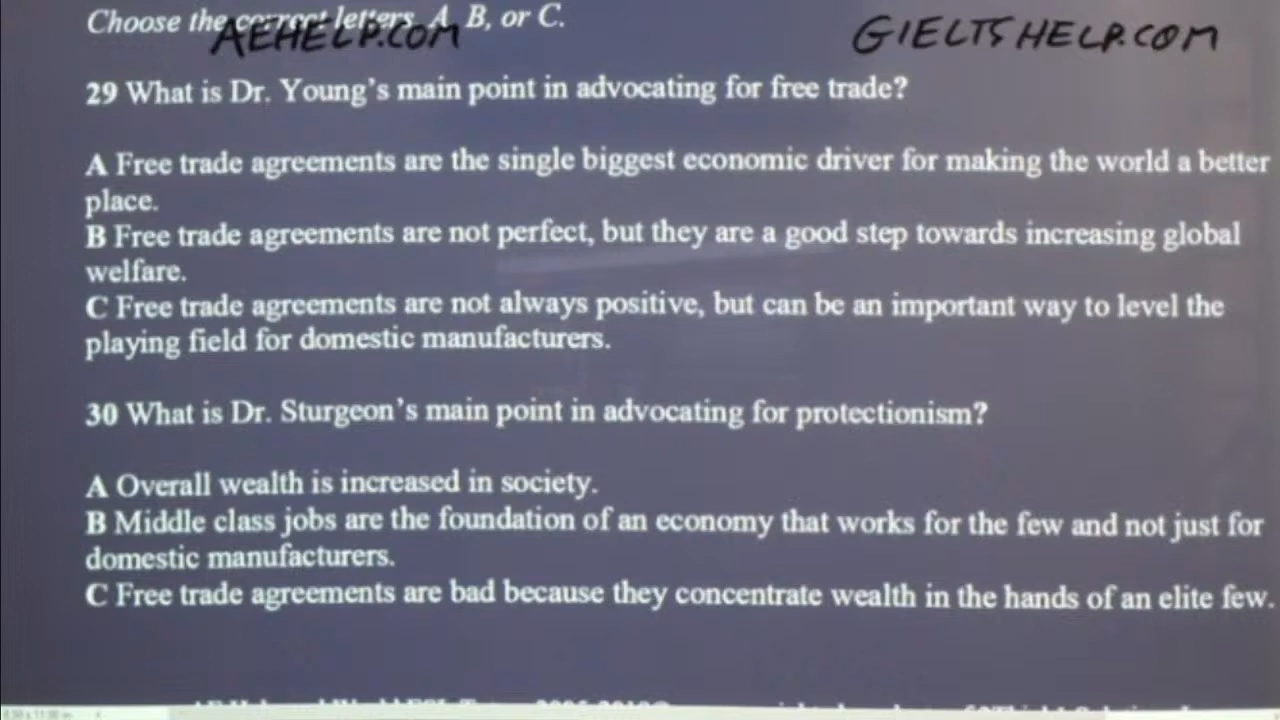 Choose the correct letters, A, B, or C.
AEHELP.COM
GIELTSHELP.COM
29 What is Dr. Young's main point in advocating for free trade?
A Free trade agreements are the single biggest economic driver for making the world a better
place.
B Free trade agreements are not perfect, but they are a good step towards increasing global
welfare.
C Free trade agreements are not always positive, but can be an important way to level the
playing field for domestic manufacturers.
30 What is Dr. Sturgeon's main point in advocating for protectionism?
A Overall wealth is increased in society.
B Middle class jobs are the foundation of an economy that works for the few and not just for
domestic manufacturers.
C Free trade agreements are bad because they concentrate wealth in the hands of an elite few.